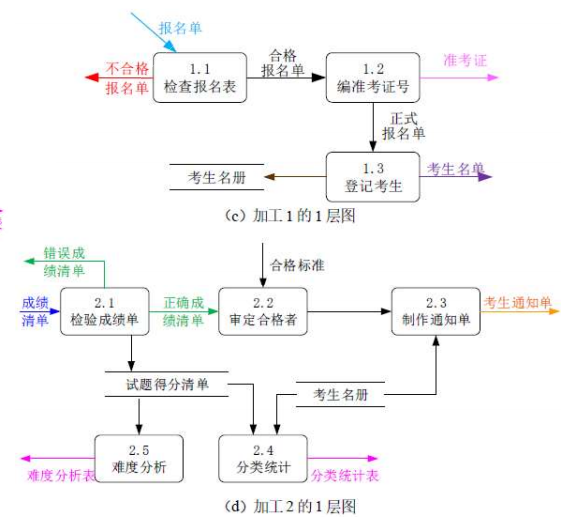 报名单
不合格
报名单
1.1
检查报名表
合格
报名单
1.2
编准考证号
准考证
正式
报名单
考生名册
1.3
登记考生
考生名单
(c) 加工1的1层图
错误成
绩清单
合格标准
成绩
清单
2.1
检验成绩单
正确成
绩清单
2.2
审定合格者
2.3
制作通知单
考生通知单
试题得分清单
考生名册
难度分析表
2.5
难度分析
2.4
分类统计
分类统计表
(d) 加工2的1层图